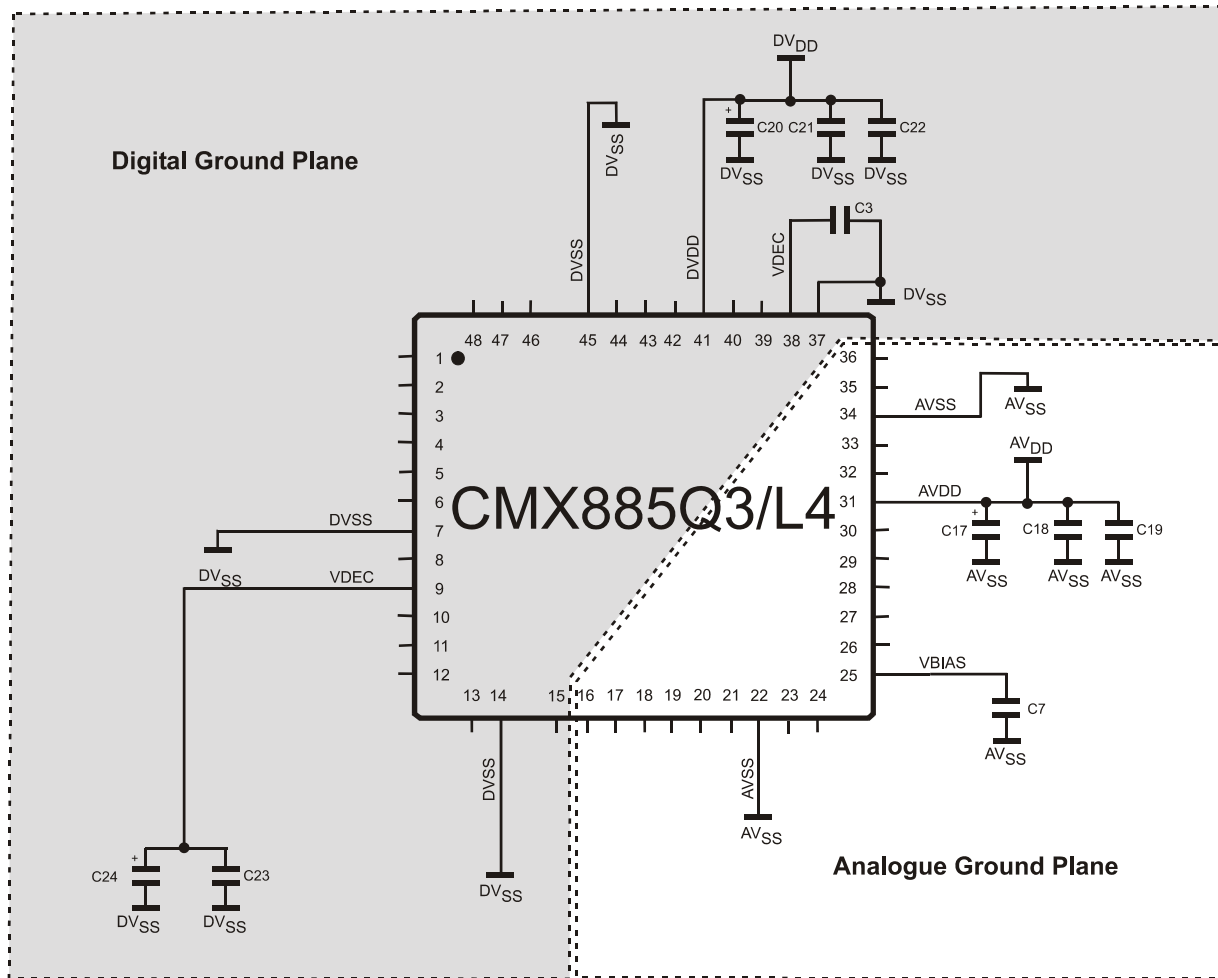 DVDD
+
C20
C21
C22
DVSS
DVSS
DVSS
DVSS
Digital Ground Plane
C3
DVSS
DVDD
VDEC
DVSS
48 47 46 45 44 43 42 41 40 39 38 37
1
2
3
4
5
6
7
8
9
10
11
12
36
35
34
33
32
31
30
29
28
27
26
25
CMX885Q3/L4
AVSS
AVSS
AVDD
AVDD
+
C17
C18
C19
AVSS
AVSS
AVSS
DVSS
DVSS
VDEC
VBIAS
C7
AVSS
13 14 15 16 17 18 19 20 21 22 23 24
DVSS
AVSS
AVSS
DVSS
Analogue Ground Plane
+
C24
C23
DVSS
DVSS